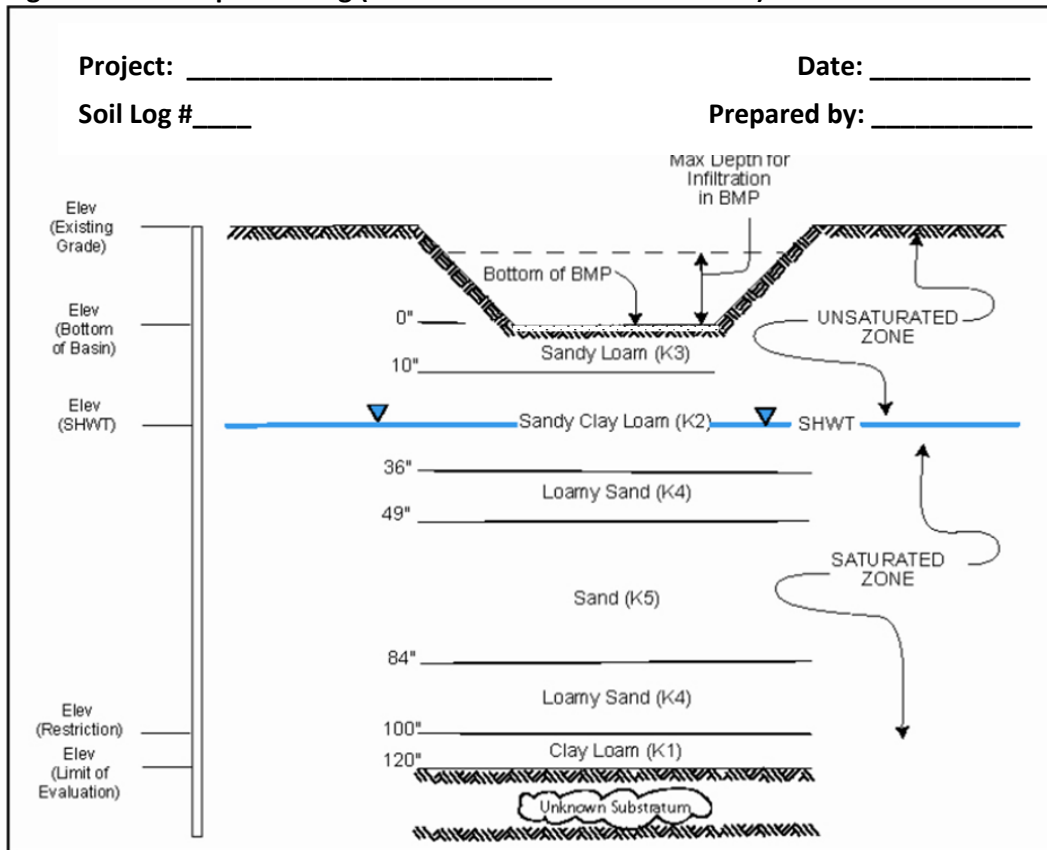 Project: __________________________ Date: ___________
Soil Log #____ Prepared by: ___________
Max Depth for
Infiltration
in BMP
Elev
(Existing
Grade)
Bottom of BMP
Elev
(Bottom
of Basin)
0"
UNSATURATED
ZONE
Sandy Loam (K3)
10"
Elev
(SHWT)
Sandy Clay Loam (K2)
SHWT
36"
Loamy Sand (K4)
49"
SATURATED
ZONE
Sand (K5)
84"
Loamy Sand (K4)
Elev
(Restriction)
100"
Clay Loam (K1)
Elev
(Limit of
Evaluation)
120"
Unknown Substratum